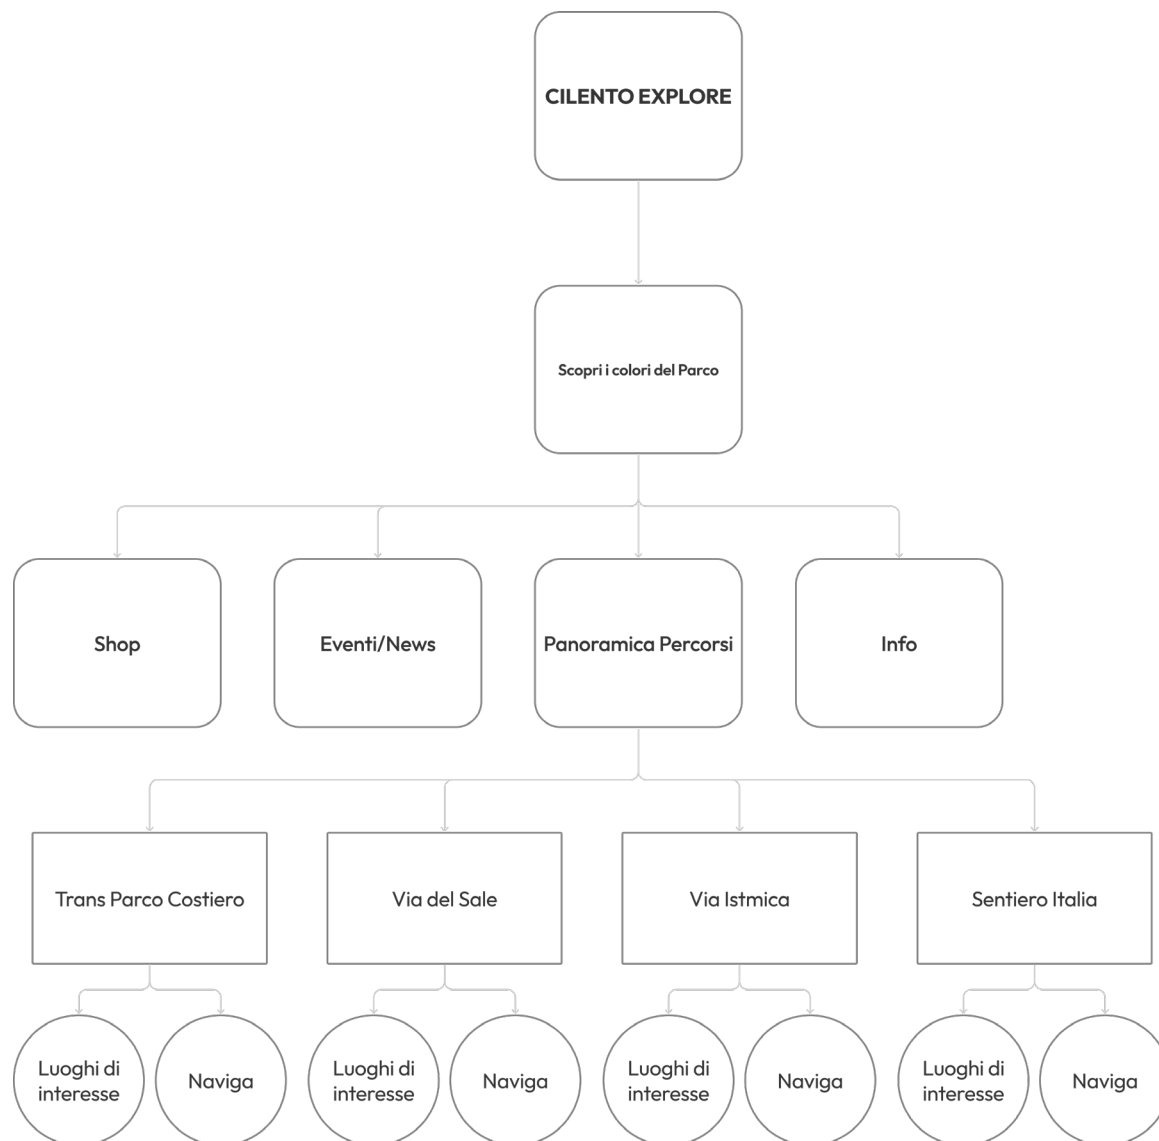 CILENTO EXPLORE
Scopri i colori del Parco
Shop
Eventi/News
Panoramica Percorsi
Info
Trans Parco Costiero
Via del Sale
Via Istmica
Sentiero Italia
Luoghi di
interesse
Naviga
Luoghi di
interesse
Naviga
Luoghi di
interesse
Naviga
Luoghi di
interesse
Naviga